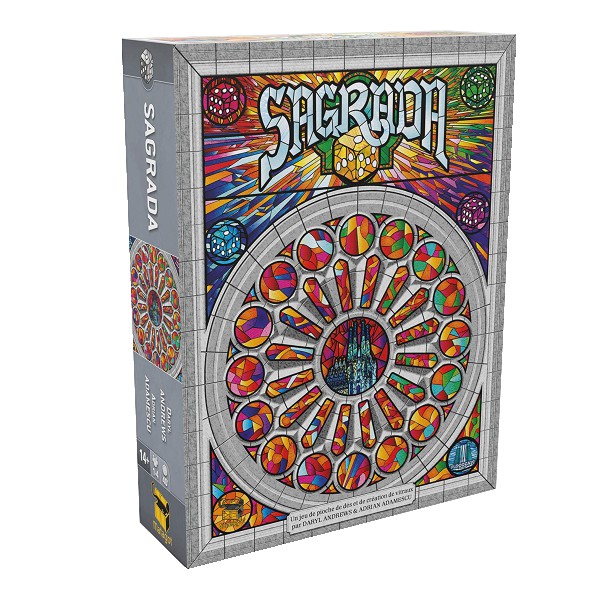 SAGRADA
Un jeu de pioche de dés et de création de vitraux
par DARYL ANDREWS & ADRIAN ADAMESCU
SAGRADA
DARYL
ANDREWS
ADRIAN
ADAMESCU
14+